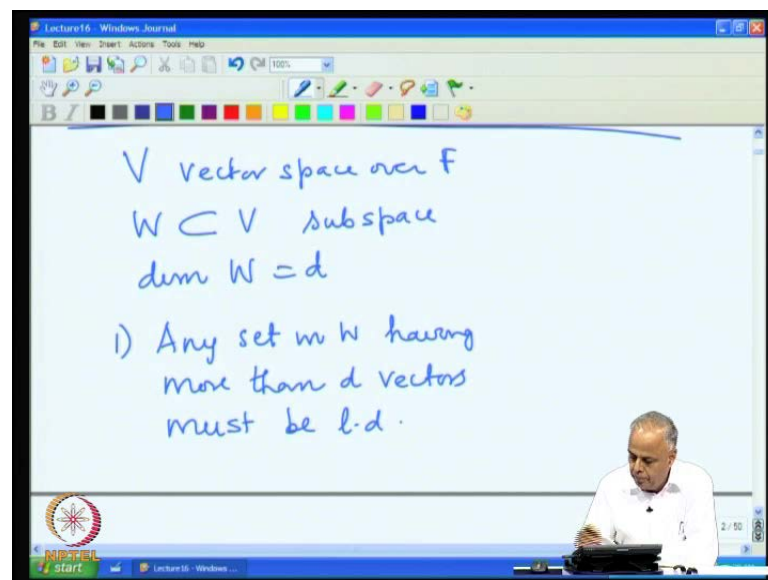 Lecture16 - Windows Journal
File Edit View Insert Actions Tools Help
100%
B I
V vector space over F
W ⊂ V subspace
dim W = d
1) Any set in W having
more than d vectors
must be l.d.
2 / 50
NPTEL
start
Lecture16 - Windows ...